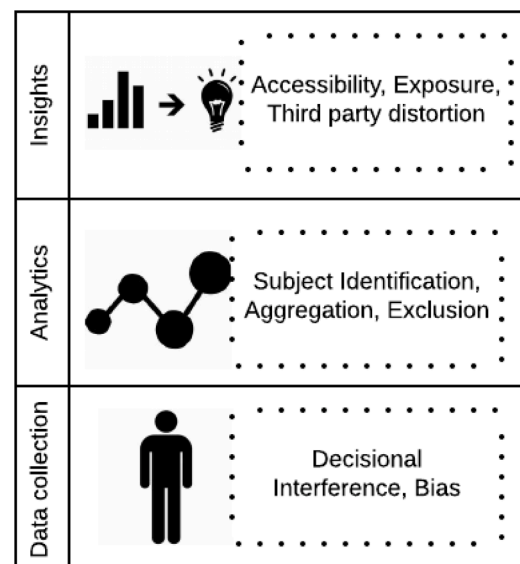 Insights
Accessibility, Exposure,
Third party distortion
Analytics
Subject Identification,
Aggregation, Exclusion
Data collection
Decisional
Interference, Bias